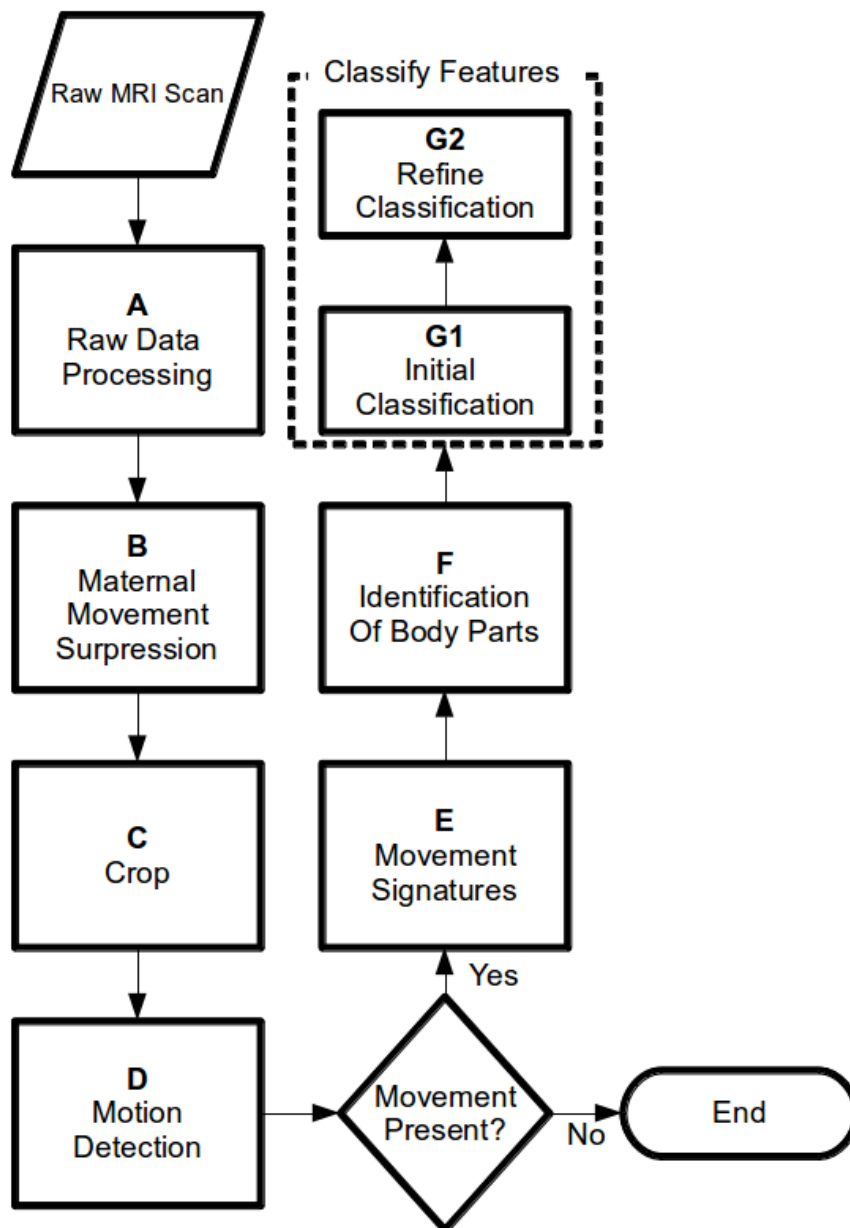 Raw MRI Scan
A
Raw Data
Processing
B
Maternal
Movement
Surpression
C
Crop
D
Motion
Detection
Movement
Present?
Yes
No
End
E
Movement
Signatures
F
Identification
Of Body Parts
Classify Features
G1
Initial
Classification
G2
Refine
Classification